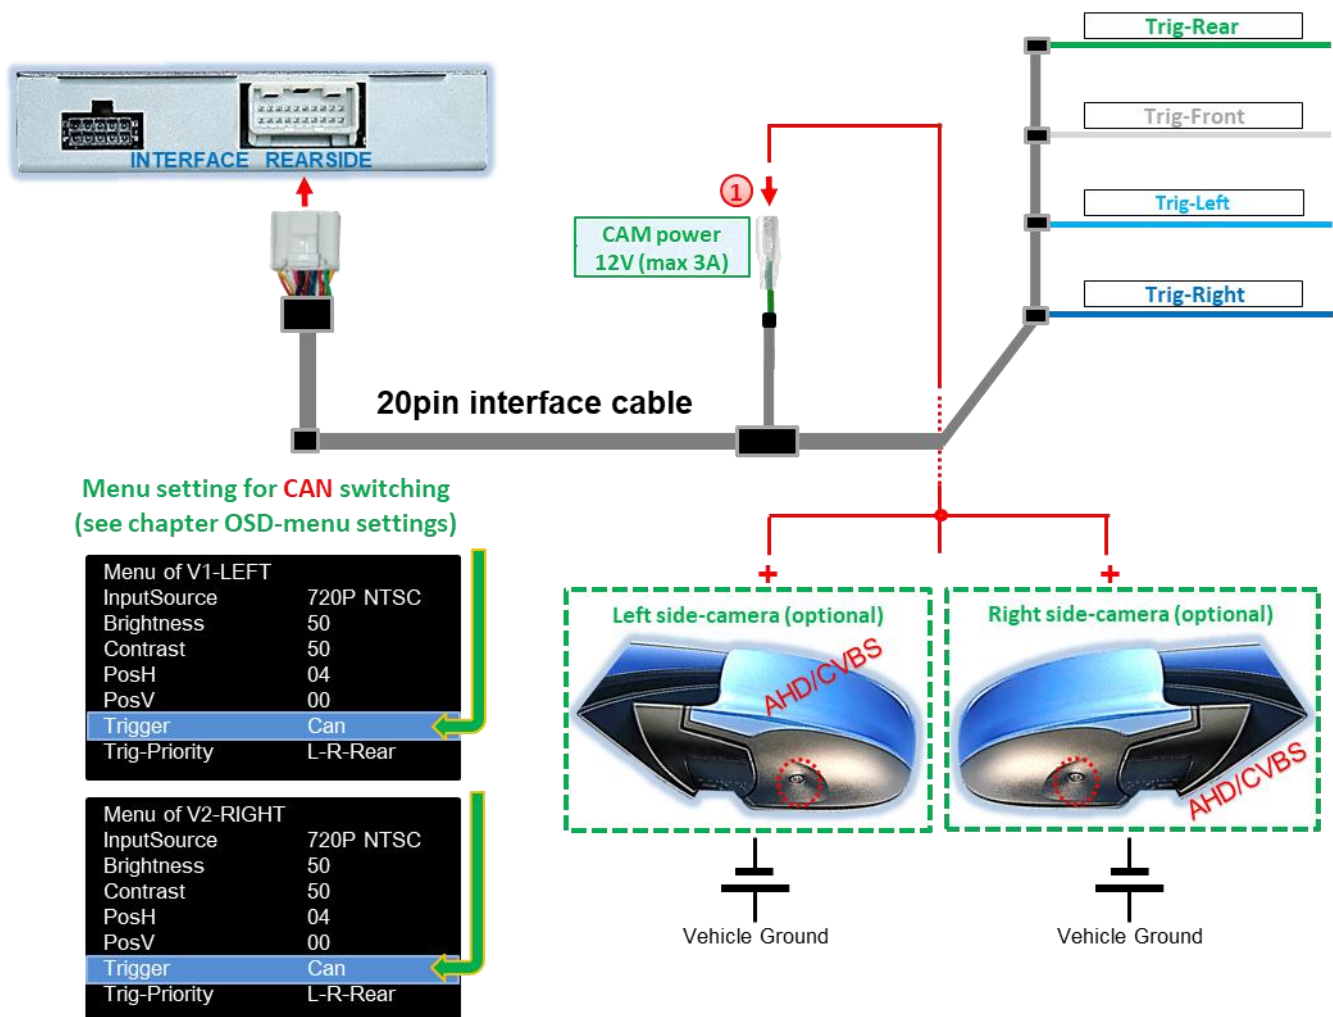 Trig-Rear
Trig-Front
Trig-Left
Trig-Right
INTERFACE REARSIDE
1
CAM power
12V (max 3A)
20pin interface cable
Menu setting for CAN switching
(see chapter OSD-menu settings)
Menu of V1-LEFT
InputSource 720P NTSC
Brightness 50
Contrast 50
PosH 04
PosV 00
Trigger Can
Trig-Priority L-R-Rear
Menu of V2-RIGHT
InputSource 720P NTSC
Brightness 50
Contrast 50
PosH 04
PosV 00
Trigger Can
Trig-Priority L-R-Rear
+
+
Left side-camera (optional)
AHD/CVBS
Right side-camera (optional)
AHD/CVBS
Vehicle Ground
Vehicle Ground